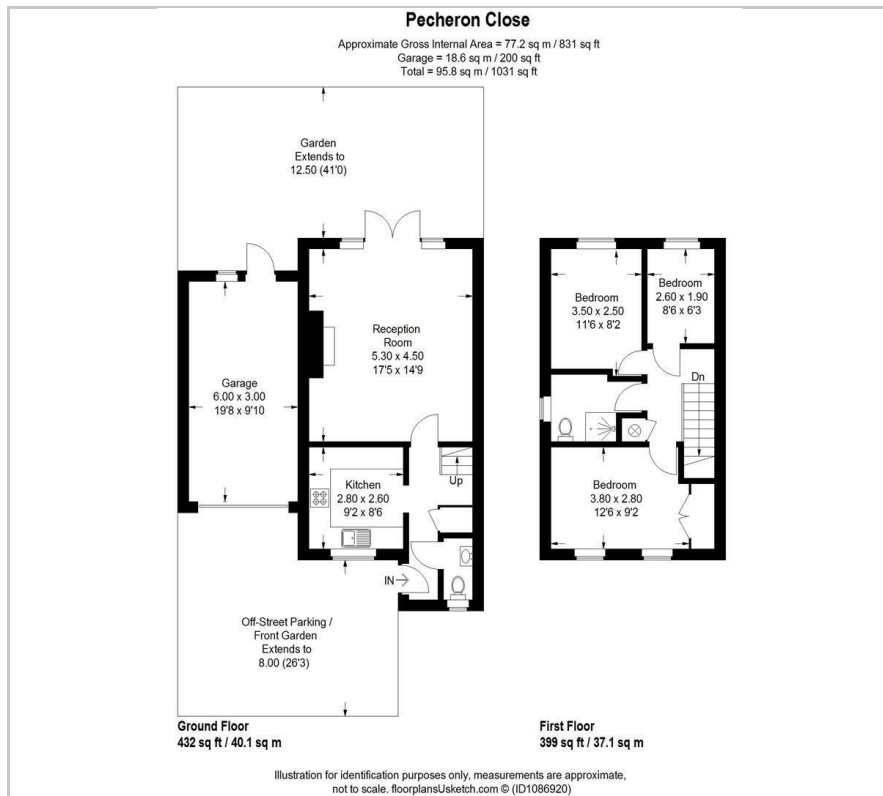 Pecheron Close
Approximate Gross Internal Area = 77.2 sq m / 831 sq ft
Garage = 18.6 sq m / 200 sq ft
Total = 95.8 sq m / 1031 sq ft
Garden
Extends to
12.50 (41'0)
Reception
Room
5.30 x 4.50
17'5 x 14'9
Garage
6.00 x 3.00
19'8 x 9'10
Kitchen
2.80 x 2.60
9'2 x 8'6
Up
IN
Off-Street Parking /
Front Garden
Extends to
8.00 (26'3)
Ground Floor
432 sq ft / 40.1 sq m
Bedroom
3.50 x 2.50
11'6 x 8'2
Bedroom
2.60 x 1.90
8'6 x 6'3
Dn
Bedroom
3.80 x 2.80
12'6 x 9'2
First Floor
399 sq ft / 37.1 sq m
Illustration for identification purposes only, measurements are approximate,
not to scale. floorplansUsketch.com © (ID1086920)